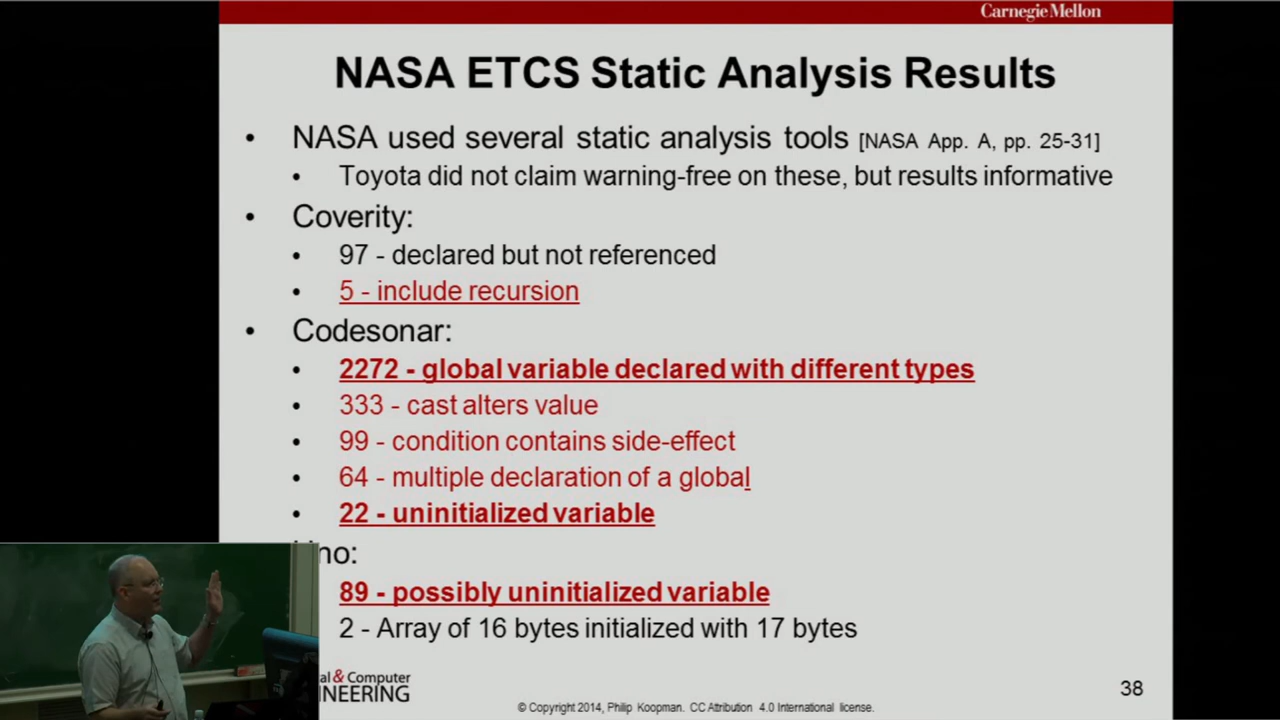 Carnegie Mellon
NASA ETCS Static Analysis Results
• NASA used several static analysis tools [NASA App. A, pp. 25-31]
• Toyota did not claim warning-free on these, but results informative
• Coverity:
• 97 - declared but not referenced
• 5 - include recursion
• Codesonar:
• 2272 - global variable declared with different types
• 333 - cast alters value
• 99 - condition contains side-effect
• 64 - multiple declaration of a global
• 22 - uninitialized variable
no:
89 - possibly uninitialized variable
2 - Array of 16 bytes initialized with 17 bytes
al & Computer
NEERING
© Copyright 2014, Philip Koopman. CC Attribution 4.0 International license.
38